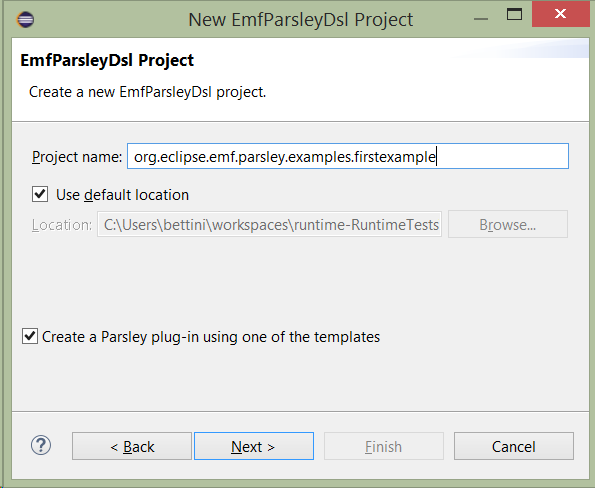 New EmfParsleyDsl Project
EmfParsleyDsl Project
Create a new EmfParsleyDsl project.
Project name: org.eclipse.emf.parsley.examples.firstexample
Use default location
Location: C:\Users\bettini\workspaces\runtime-RuntimeTests Browse...
Create a Parsley plug-in using one of the templates
? < Back Next > Finish Cancel